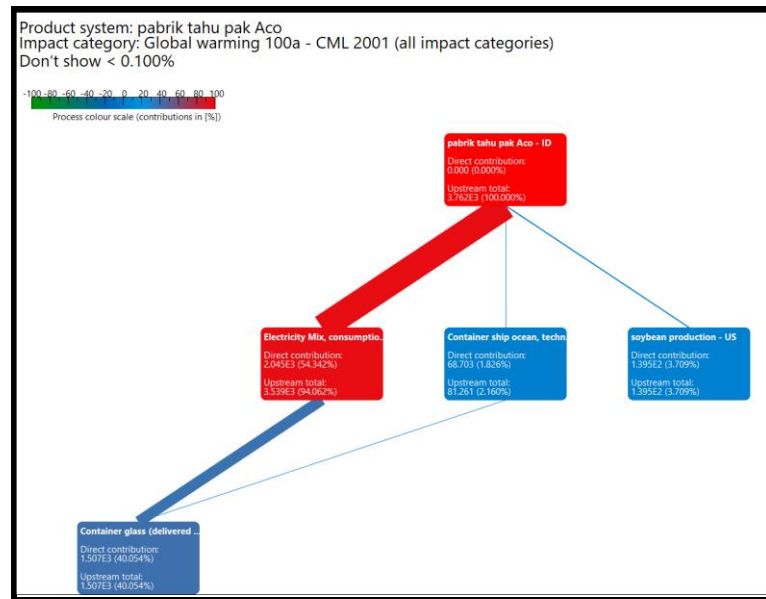 Product system: pabrik tahu pak Aco
Impact category: Global warming 100a - CML 2001 (all impact categories)
Don't show < 0.100%
-100 -80 -60 -40 -20 0 20 40 60 80 100
Process colour scale (contributions in [%])
pabrik tahu pak Aco - ID
Direct contribution:
0.000 (0.000%)
Upstream total:
3.762E3 (100.000%)
Electricity Mix, consumptio...
Direct contribution:
2.045E3 (54.342%)
Upstream total:
3.539E3 (94.062%)
Container ship ocean, techn...
Direct contribution:
68.703 (1.826%)
Upstream total:
81.261 (2.160%)
soybean production - US
Direct contribution:
1.395E2 (3.709%)
Upstream total:
1.395E2 (3.709%)
Container glass (delivered ...
Direct contribution:
1.507E3 (40.054%)
Upstream total:
1.507E3 (40.054%)